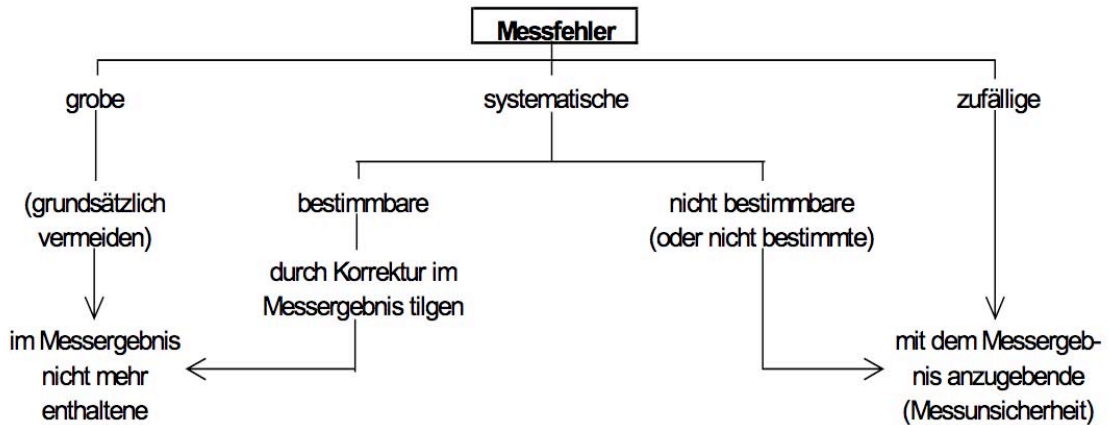 Messfehler
grobe
systematische
zufällige
(grundsätzlich
vermeiden)
bestimmbare
nicht bestimmbare
(oder nicht bestimmte)
durch Korrektur im
Messergebnis tilgen
im Messergebnis
nicht mehr
enthaltene
mit dem Messergeb-
nis anzugebende
(Messunsicherheit)